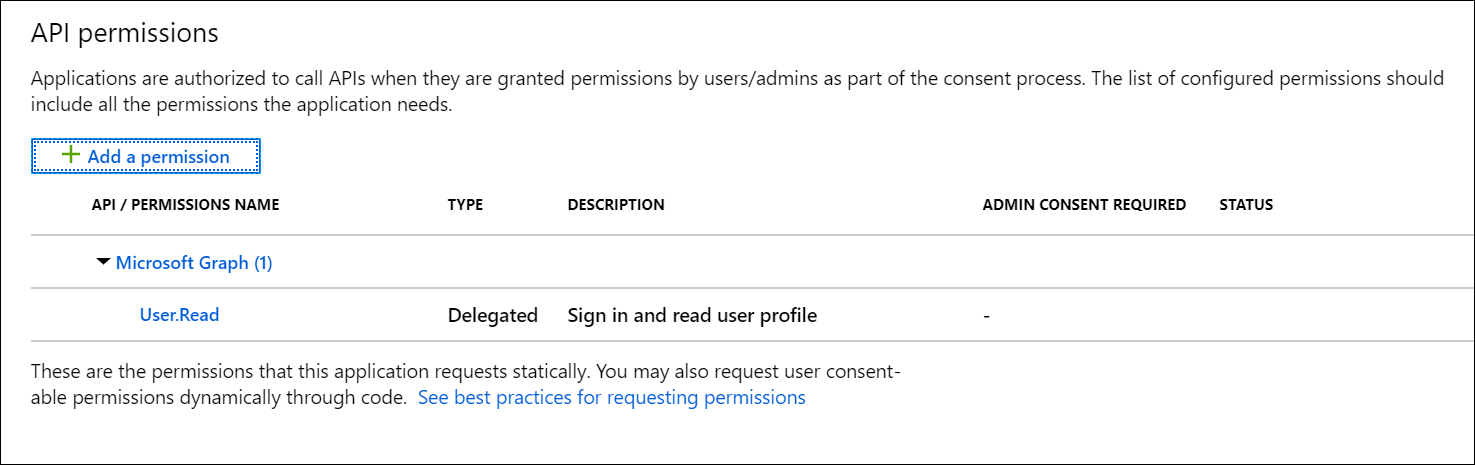 API permissions
Applications are authorized to call APIs when they are granted permissions by users/admins as part of the consent process. The list of configured permissions should
include all the permissions the application needs.
Add a permission
API / PERMISSIONS NAME TYPE DESCRIPTION ADMIN CONSENT REQUIRED STATUS
Microsoft Graph (1)
User.Read Delegated Sign in and read user profile -
These are the permissions that this application requests statically. You may also request user consent-
able permissions dynamically through code. See best practices for requesting permissions